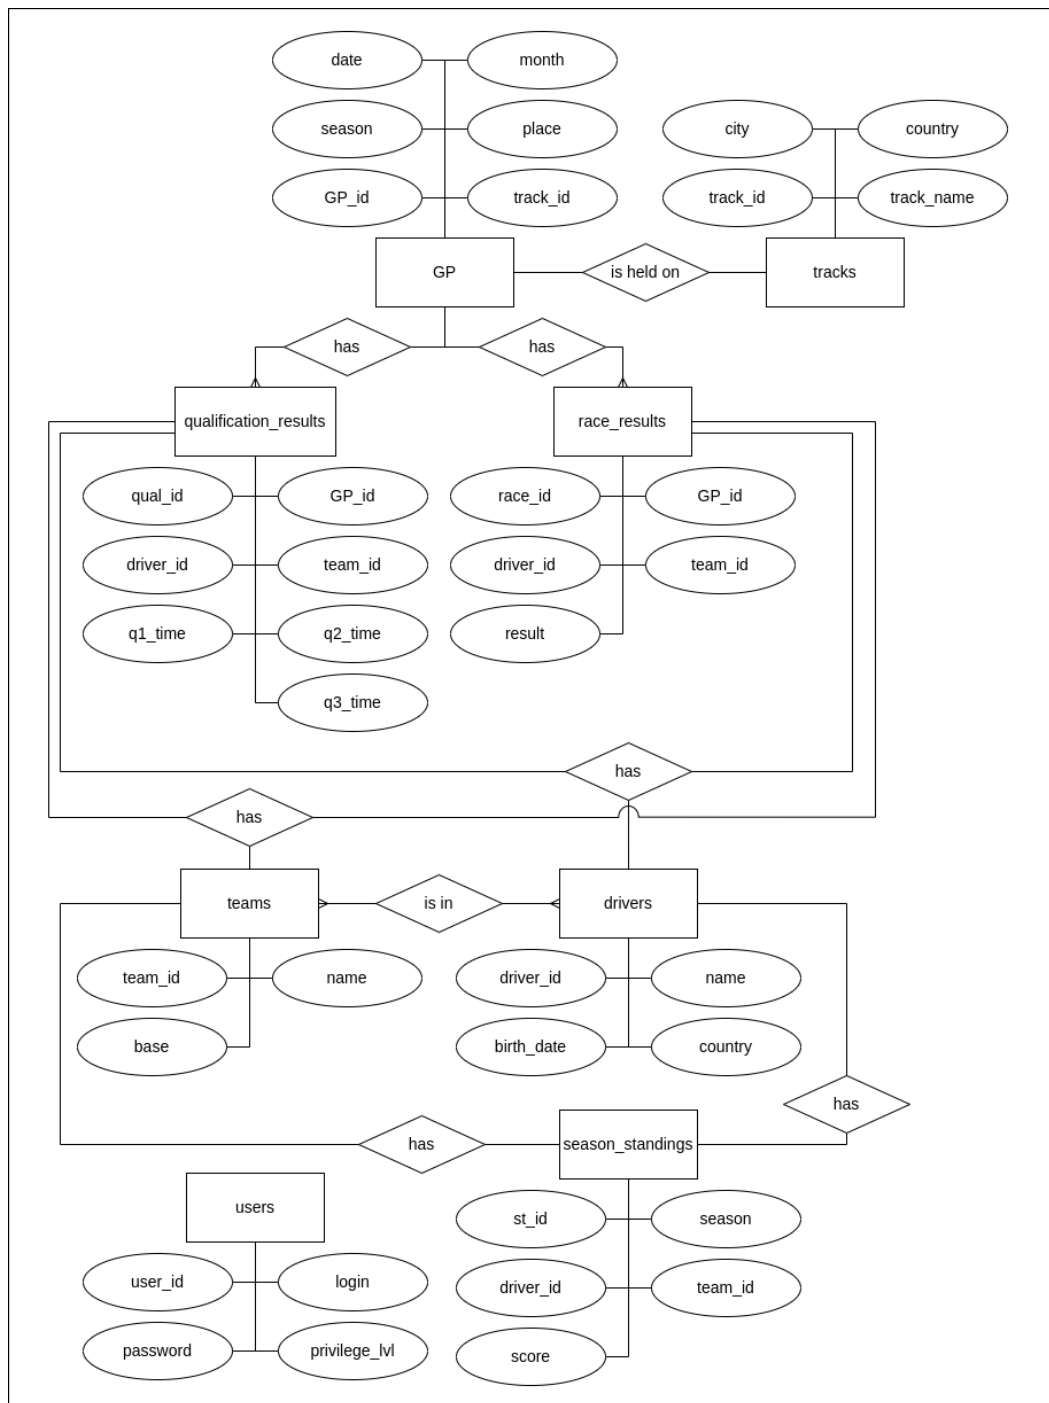 date
month
season
place
city
country
GP_id
track_id
track_id
track_name
GP
is held on
tracks
has
has
qualification_results
race_results
qual_id
GP_id
race_id
GP_id
driver_id
team_id
driver_id
team_id
q1_time
q2_time
result
q3_time
has
has
teams
is in
drivers
team_id
name
driver_id
name
base
birth_date
country
has
has
season_standings
users
st_id
season
user_id
login
driver_id
team_id
password
privilege_lvl
score